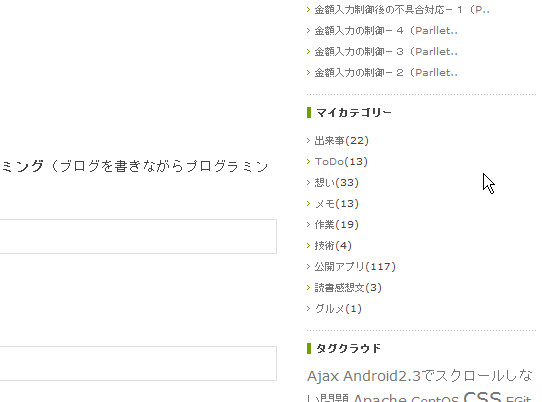 金額入力制御後の不具合対応－１（P..
金額入力の制御－４（Parllet..
金額入力の制御－３（Parllet..
金額入力の制御－２（Parllet..
マイカテゴリー
出来事(22)
ToDo(13)
想い(33)
メモ(13)
作業(19)
技術(4)
公開アプリ(117)
読書感想文(3)
グルメ(1)
タグクラウド
Ajax Android2.3でスクロールしな
い問題 Apache CentOS CSS EGit
ミング（ブログを書きながらプログラミン